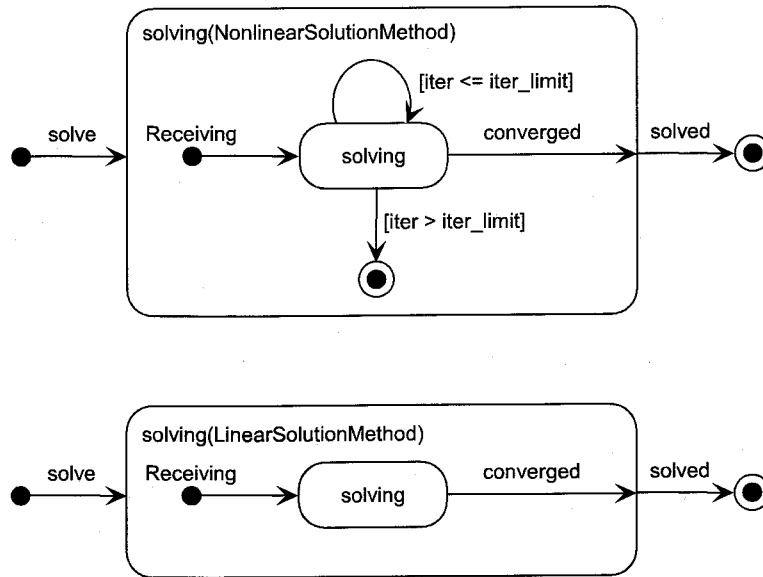 solving(NonlinearSolutionMethod)
[iter <= iter_limit]
solve
Receiving
solving
converged
solved
[iter > iter_limit]
solving(LinearSolutionMethod)
solve
Receiving
solving
converged
solved